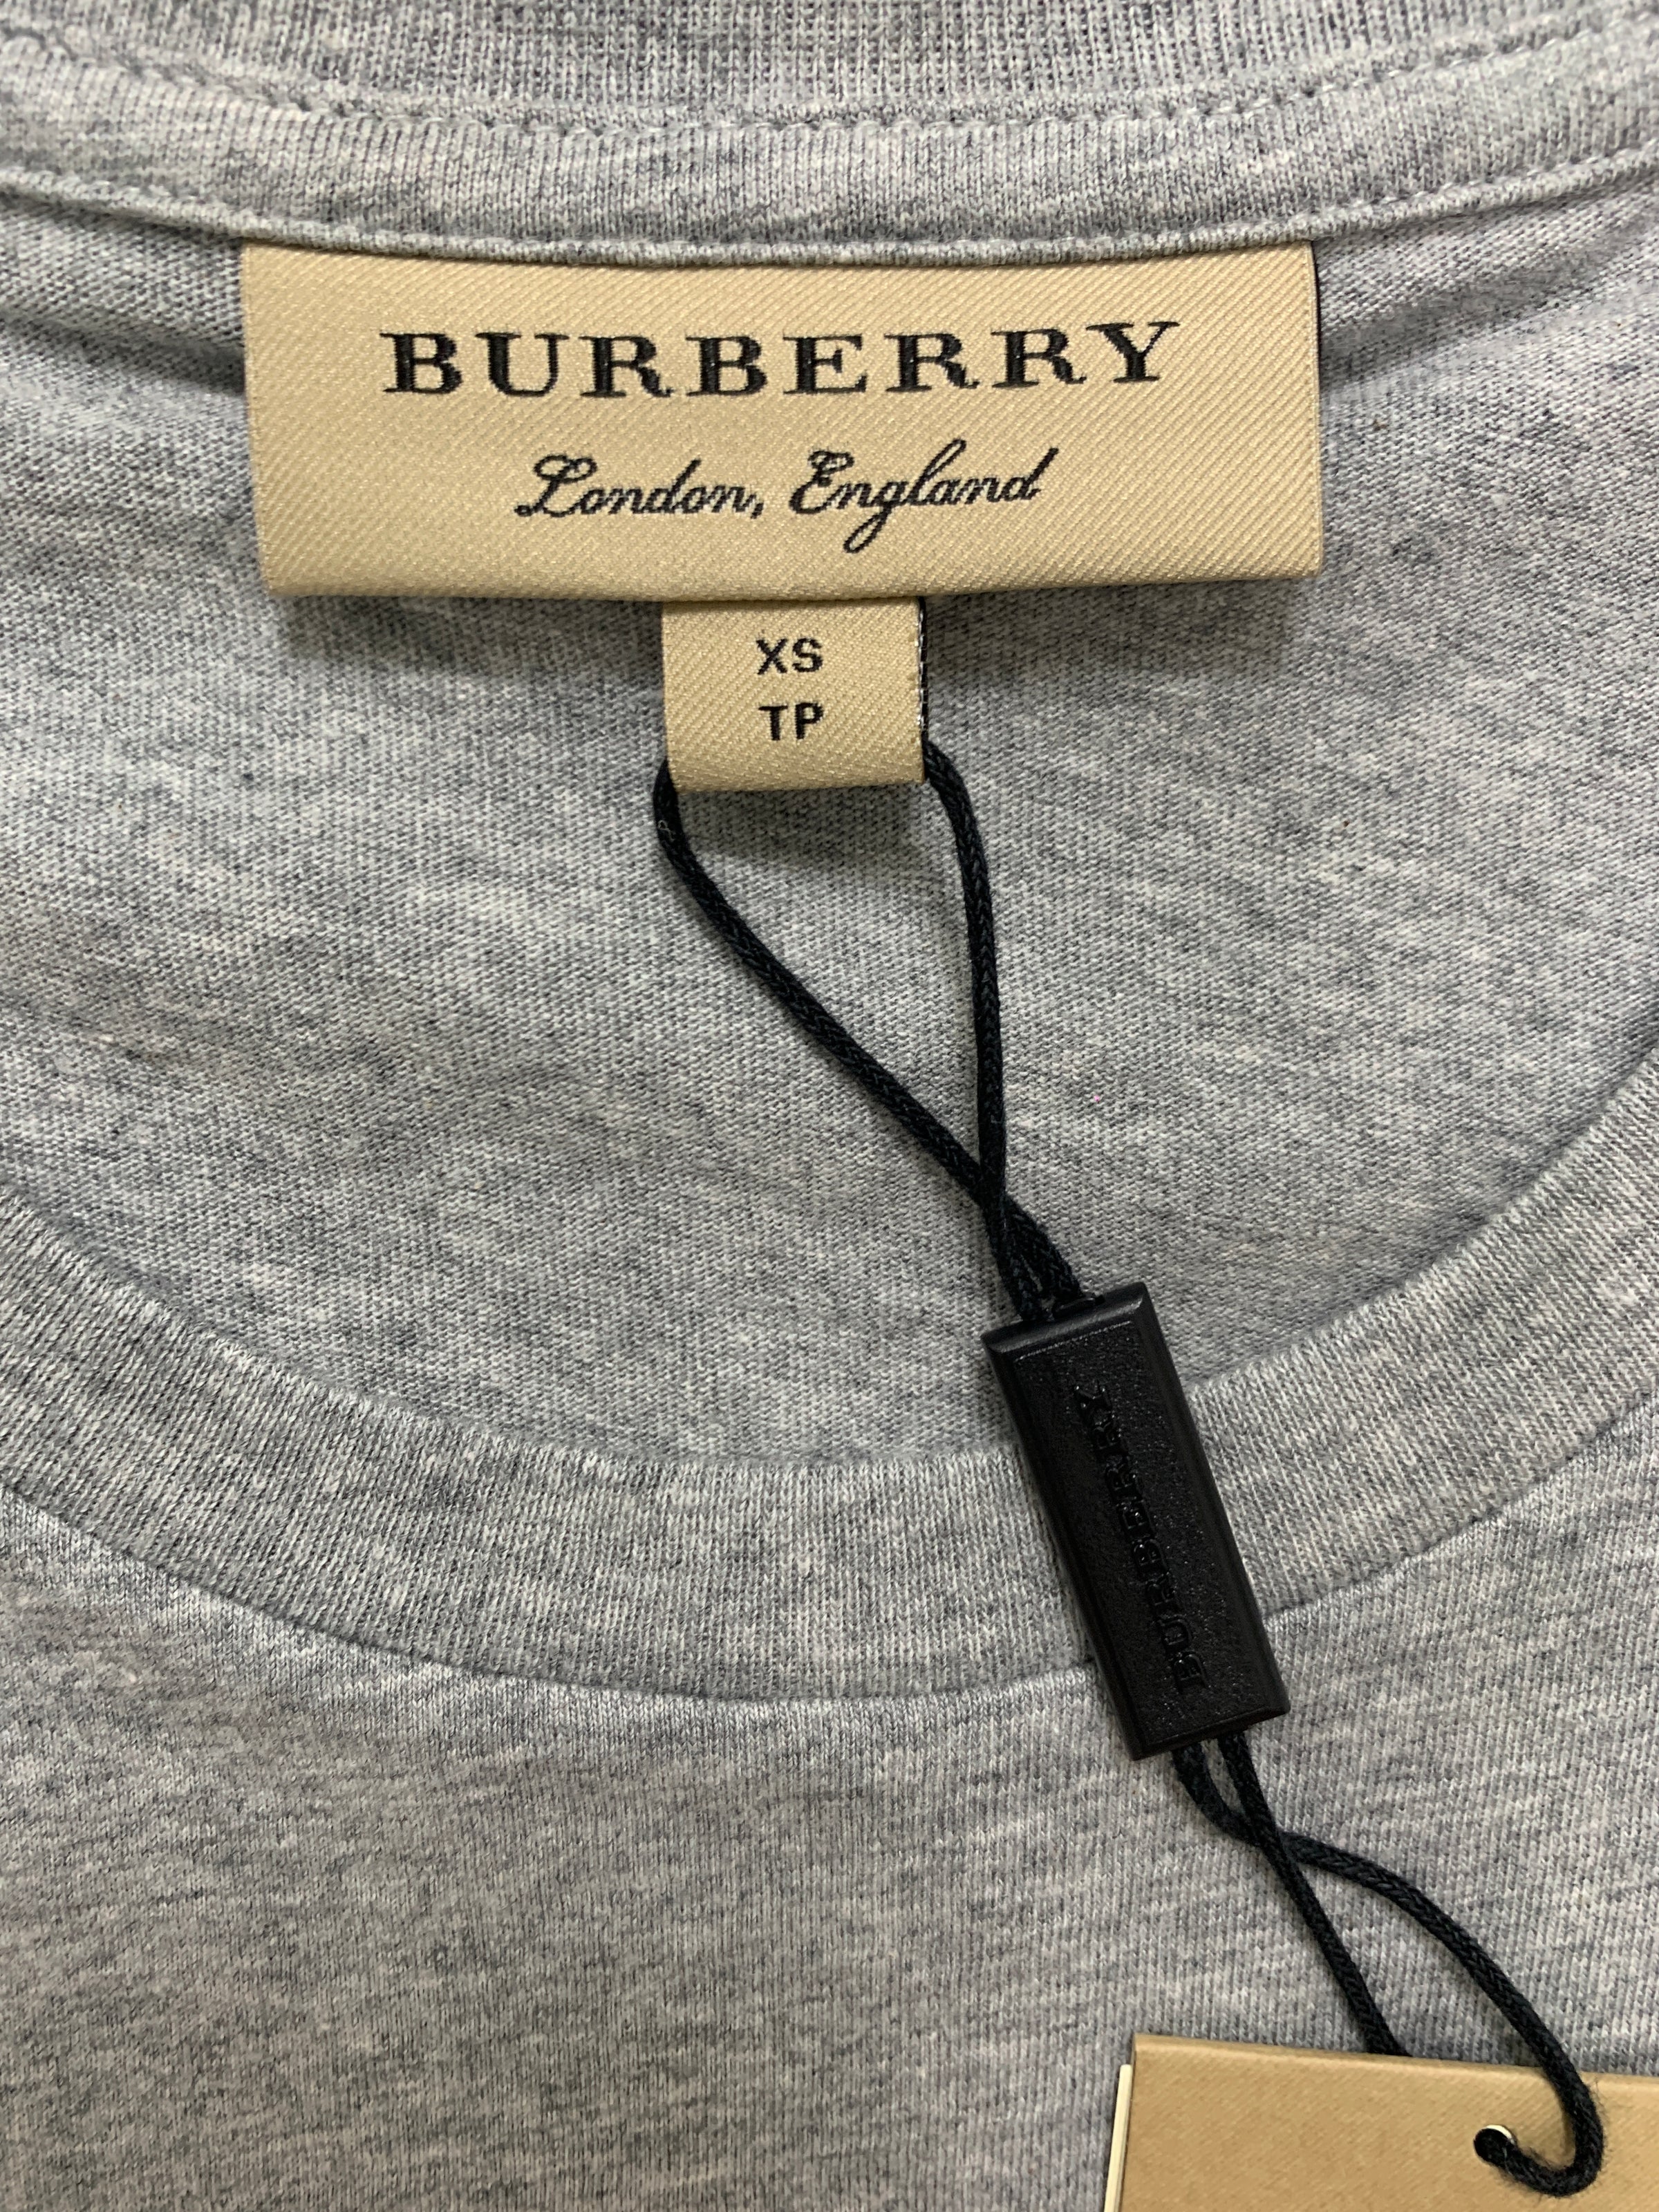 BURBERRY
London, England
XS
TP
BURBERRY